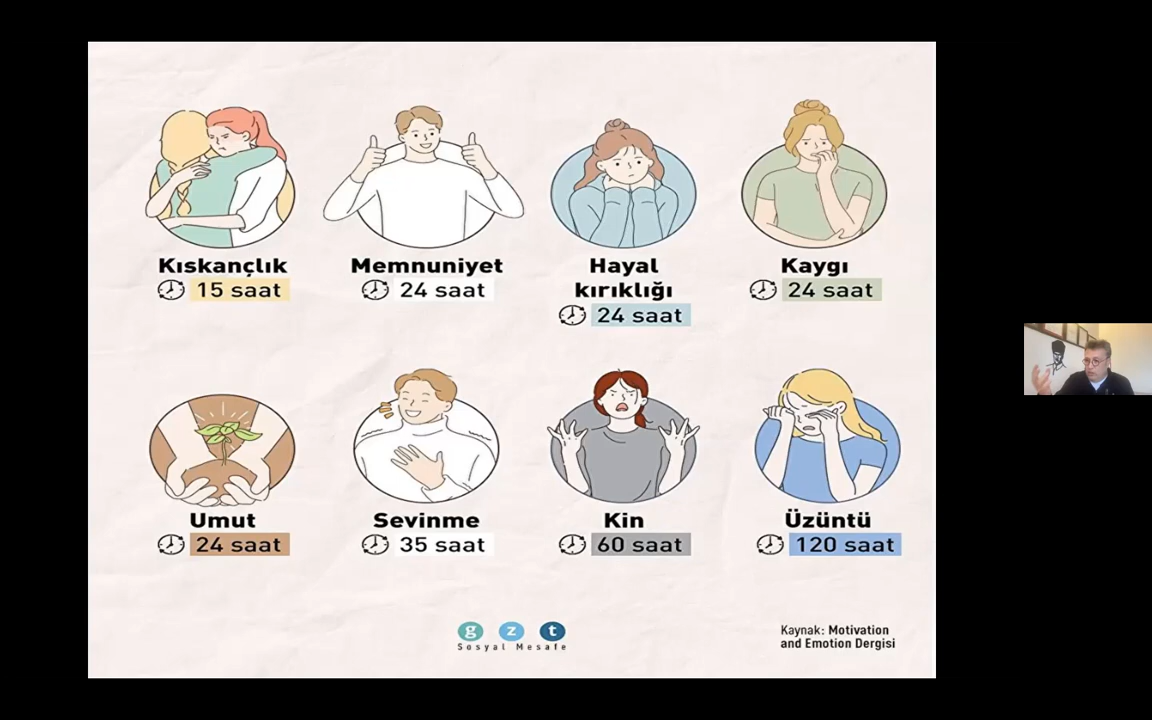 Kıskançlık
15 saat
Memnuniyet
24 saat
Hayal
kırıklığı
24 saat
Kaygı
24 saat
Umut
24 saat
Sevinme
35 saat
Kin
60 saat
Üzüntü
120 saat
g z t
Sosyal Mesafe
Kaynak: Motivation
and Emotion Dergisi